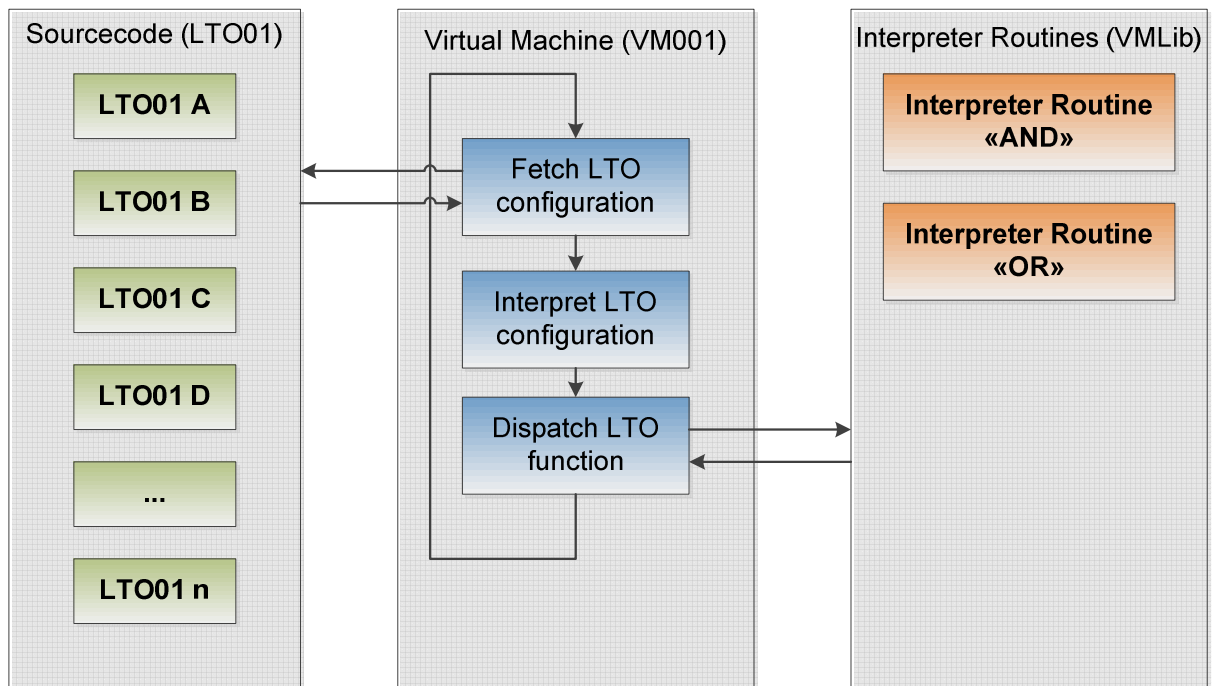 Sourcecode (LTO01)
LTO01 A
LTO01 B
LTO01 C
LTO01 D
...
LTO01 n
Virtual Machine (VM001)
Fetch LTO
configuration
Interpret LTO
configuration
Dispatch LTO
function
Interpreter Routines (VMLib)
Interpreter Routine
«AND»
Interpreter Routine
«OR»